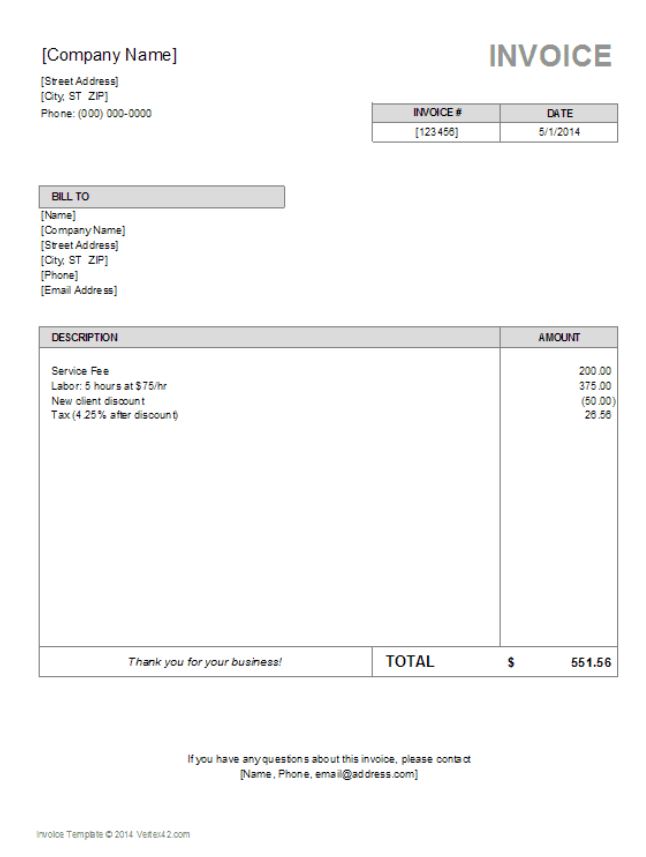 [Company Name]
INVOICE
[Street Address]
[City, ST ZIP]
Phone: (000) 000-0000
INVOICE # DATE
[123456] 5/1/2014
BILL TO
[Name]
[Company Name]
[Street Address]
[City, ST ZIP]
[Phone]
[Email Address]
DESCRIPTION AMOUNT
Service Fee 200.00
Labor: 5 hours at $75/hr 375.00
New client discount (50.00)
Tax (4.25% after discount) 26.56
Thank you for your business! TOTAL $ 551.56
If you have any questions about this invoice, please contact
[Name, Phone, email@address.com]
Invoice Template © 2014 Vertex42.com